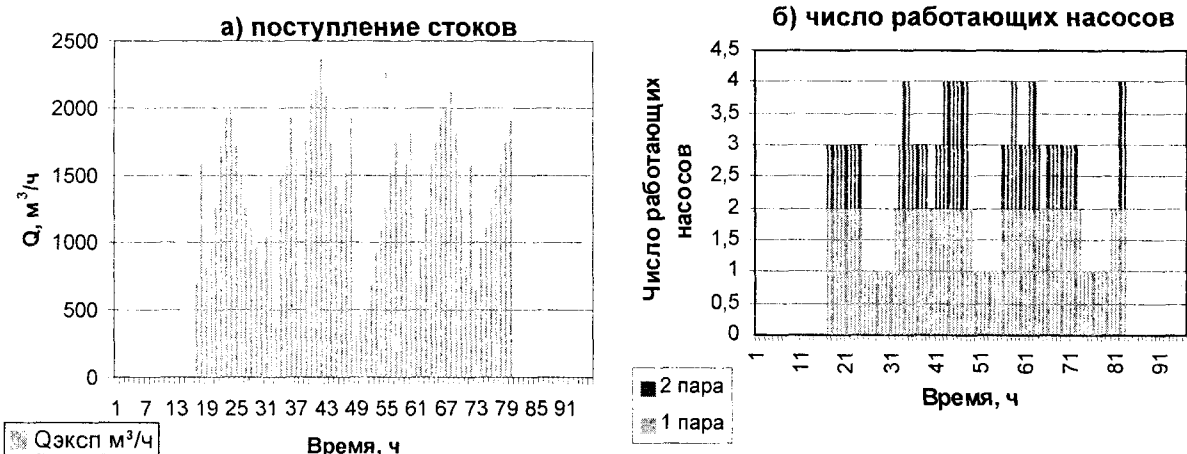 а) поступление стоков
2500
2000
1500
1000
500
0
Q, м³/ч
1 7 13 19 25 31 37 43 49 55 61 67 73 79 85 91
Время, ч
Qэксп м³/ч
б) число работающих насосов
4,5
4
3,5
3
2,5
2
1,5
1
0,5
0
Число работающих
насосов
1 11 21 31 41 51 61 71 81 91
Время, ч
2 пара
1 пара